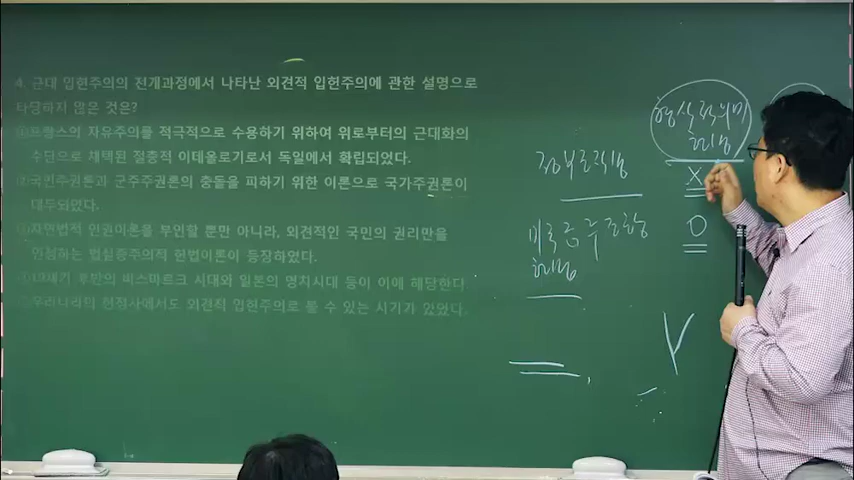 4. 근대 입헌주의의 전개과정에서 나타난 외견적 입헌주의에 관한 설명으로
타당하지 않은 것은?
①프랑스의 자유주의를 적극적으로 수용하기 위하여 위로부터의 근대화의
수단으로 채택된 절충적 이데올로기로서 독일에서 확립되었다.
②국민주권론과 군주주권론의 충돌을 피하기 위한 이론으로 국가주권론이
대두되었다.
③자연법적 인권이론을 부인할 뿐만 아니라, 외견적인 국민의 권리만을
인정하는 법실증주의적 헌법이론이 등장하였다.
④19세기 후반의 비스마르크 시대와 일본의 명치시대 등이 이에 해당한다
⑤우리나라의 헌정사에서도 외견적 입헌주의로 볼 수 있는 시기가 있었다.
형식적의미
헌법
정부조직법
X
미국금주조항
헌법
O